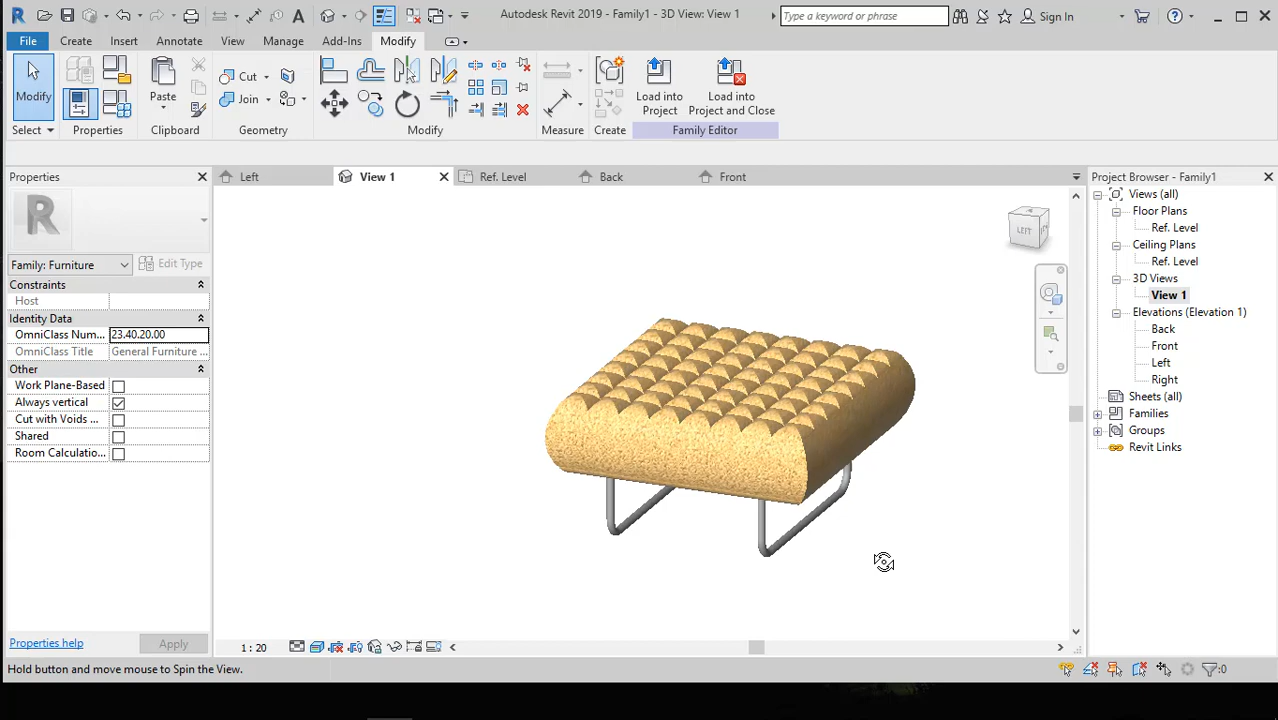 Autodesk Revit 2019 - Family1 - 3D View: View 1
Type a keyword or phrase
Sign In
File
Create
Insert
Annotate
View
Manage
Add-Ins
Modify
Modify
Paste
Cut
Join
Load into
Project
Load into
Project and Close
Select
Properties
Clipboard
Geometry
Modify
Measure
Create
Family Editor
Properties
Left
View 1
Ref. Level
Back
Front
Project Browser - Family1
R
Family: Furniture
Edit Type
Constraints
Host
Identity Data
OmniClass Num...
23.40.20.00
OmniClass Title
General Furniture ...
Other
Work Plane-Based
Always vertical
Cut with Voids ...
Shared
Room Calculatio...
Properties help
Apply
LEFT
Views (all)
Floor Plans
Ref. Level
Ceiling Plans
Ref. Level
3D Views
View 1
Elevations (Elevation 1)
Back
Front
Left
Right
Sheets (all)
Families
Groups
Revit Links
1 : 20
Hold button and move mouse to Spin the View.
:0